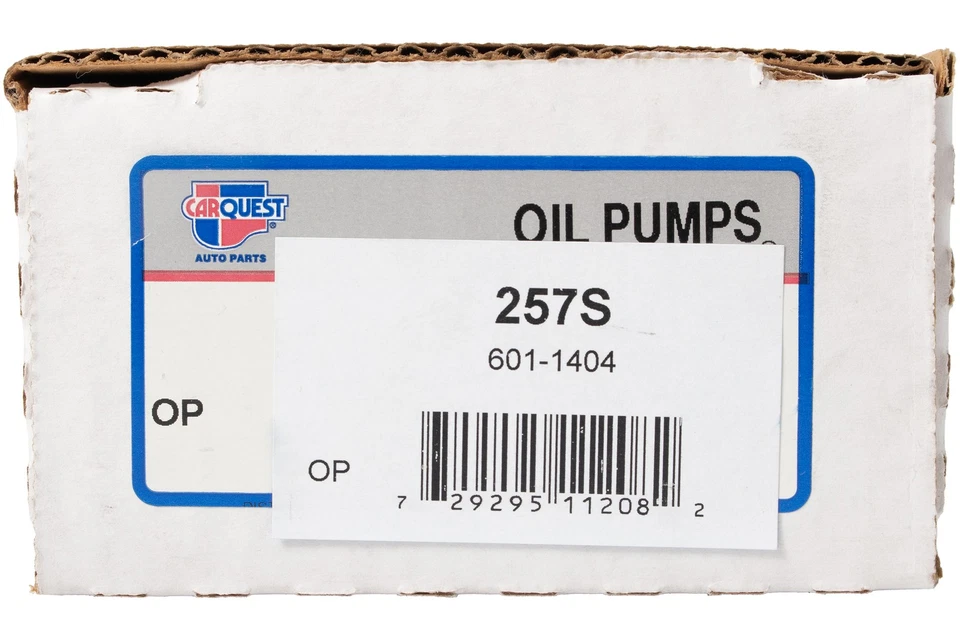 CARQUEST®
AUTO PARTS
OIL PUMPS
257S
601-1404
OP
OP
7 29295 11208 2